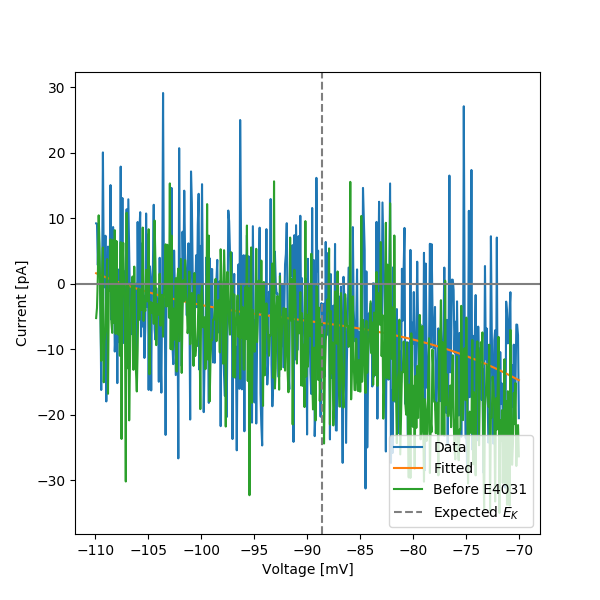 30
20
10
0
−10
−20
−30
Current [pA]
Data
Fitted
Before E4031
Expected E_K
−110 −105 −100 −95 −90 −85 −80 −75 −70
Voltage [mV]